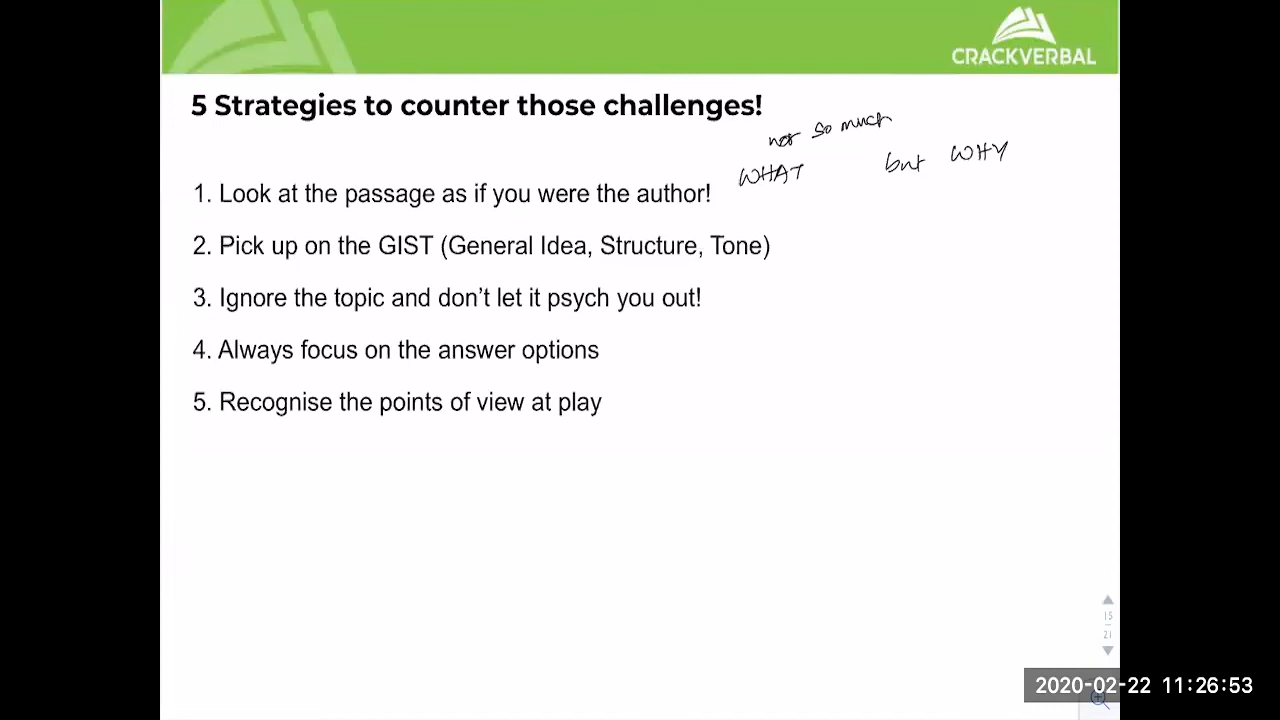 CRACKVERBAL
5 Strategies to counter those challenges!
not so much
WHAT but WHY
1. Look at the passage as if you were the author!
2. Pick up on the GIST (General Idea, Structure, Tone)
3. Ignore the topic and don’t let it psych you out!
4. Always focus on the answer options
5. Recognise the points of view at play
15
21
2020-02-22 11:26:53